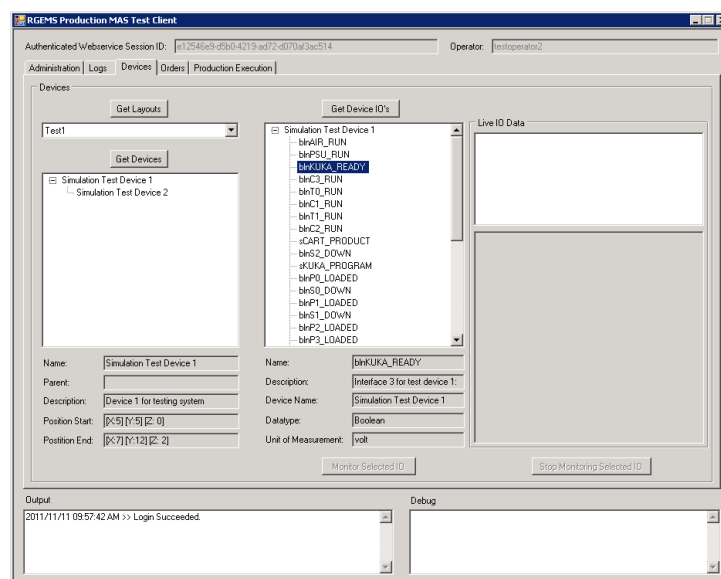 RGEMS Production MAS Test Client
Authenticated Webservice Session ID: e12546e9-d5b0-4219-ad72-d070af3ac514 Operator: testoperator2
Administration Logs Devices Orders Production Execution
Devices
Get Layouts
Test1
Get Devices
Simulation Test Device 1
Simulation Test Device 2
Name: Simulation Test Device 1
Parent:
Description: Device 1 for testing system
Position Start: [X:5] [Y:5] [Z: 0]
Postition End: [X:7] [Y:12] [Z: 2]
Get Device IO's
Simulation Test Device 1
blnAIR_RUN
blnPSU_RUN
blnKUKA_READY
blnC3_RUN
blnT0_RUN
blnC1_RUN
blnT1_RUN
blnC2_RUN
sCART_PRODUCT
blnS2_DOWN
sKUKA_PROGRAM
blnP0_LOADED
blnS0_DOWN
blnP1_LOADED
blnS1_DOWN
blnP2_LOADED
blnP3_LOADED
Name: blnKUKA_READY
Description: Interface 3 for test device 1:
Device Name: Simulation Test Device 1
Datatype: Boolean
Unit of Measurement: volt
Monitor Selected IO
Live IO Data
Stop Monitoring Selected IO
Output
2011/11/11 09:57:42 AM >> Login Succeeded.
Debug